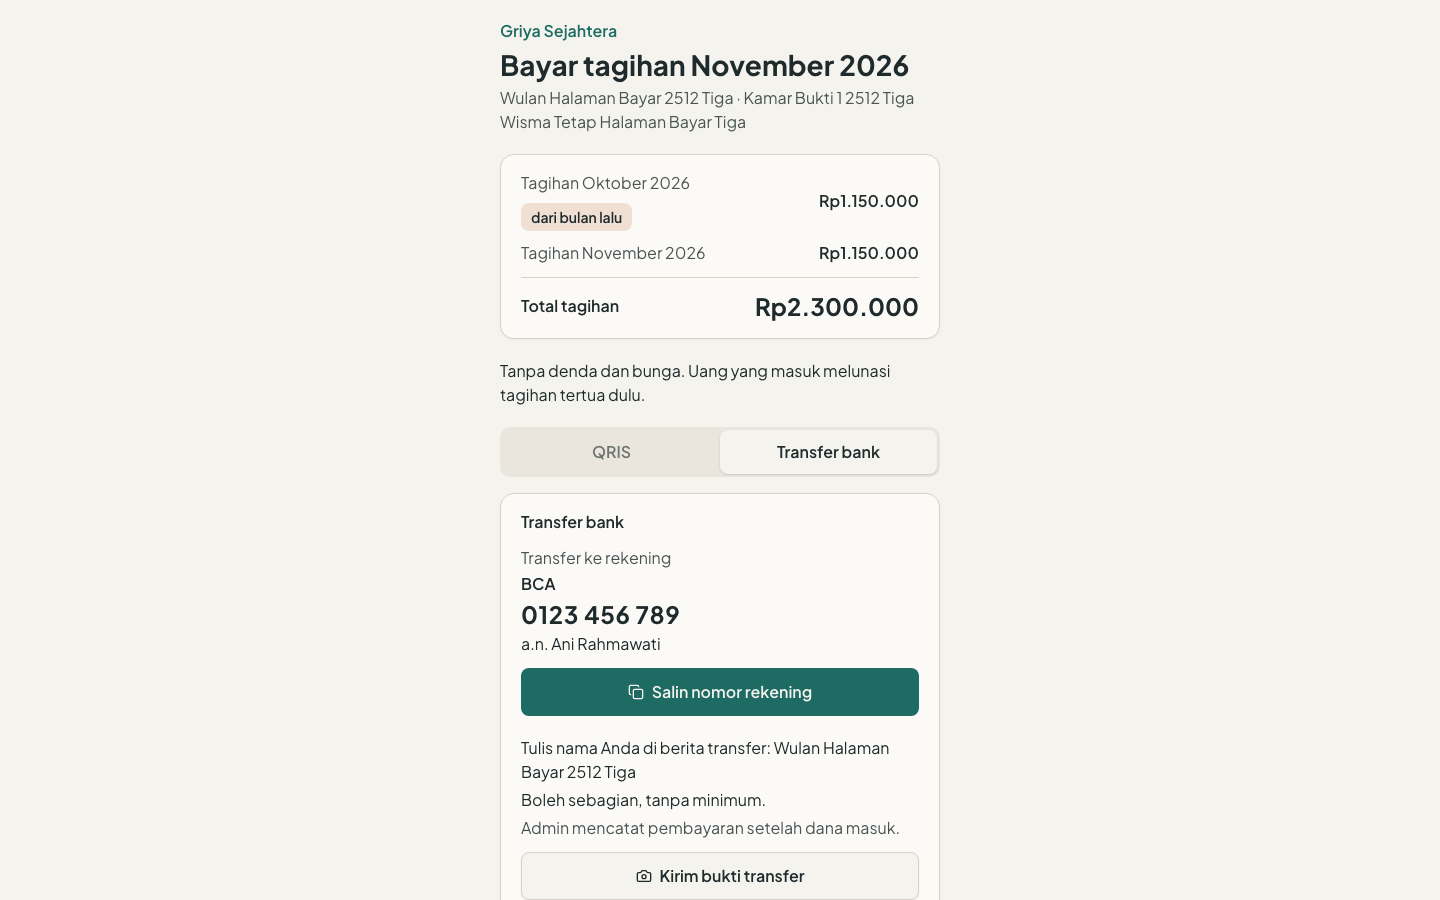 Griya Sejahtera
Bayar tagihan November 2026
Wulan Halaman Bayar 2512 Tiga · Kamar Bukti 1 2512 Tiga
Wisma Tetap Halaman Bayar Tiga
Tagihan Oktober 2026
dari bulan lalu
Rp1.150.000
Tagihan November 2026
Rp1.150.000
Total tagihan
Rp2.300.000
Tanpa denda dan bunga. Uang yang masuk melunasi
tagihan tertua dulu.
QRIS
Transfer bank
Transfer bank
Transfer ke rekening
BCA
0123 456 789
a.n. Ani Rahmawati
Salin nomor rekening
Tulis nama Anda di berita transfer: Wulan Halaman
Bayar 2512 Tiga
Boleh sebagian, tanpa minimum.
Admin mencatat pembayaran setelah dana masuk.
Kirim bukti transfer